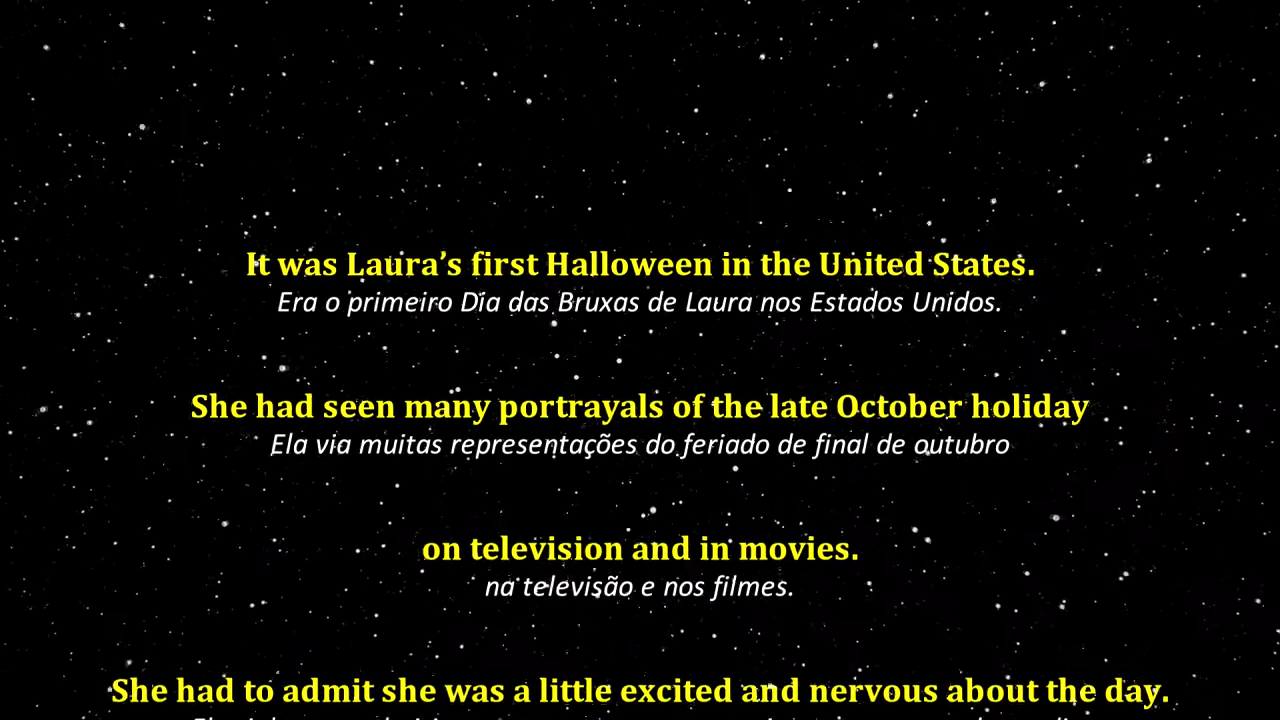 It was Laura’s first Halloween in the United States.
Era o primeiro Dia das Bruxas de Laura nos Estados Unidos.
She had seen many portrayals of the late October holiday
Ela via muitas representações do feriado de final de outubro
on television and in movies.
na televisão e nos filmes.
She had to admit she was a little excited and nervous about the day.